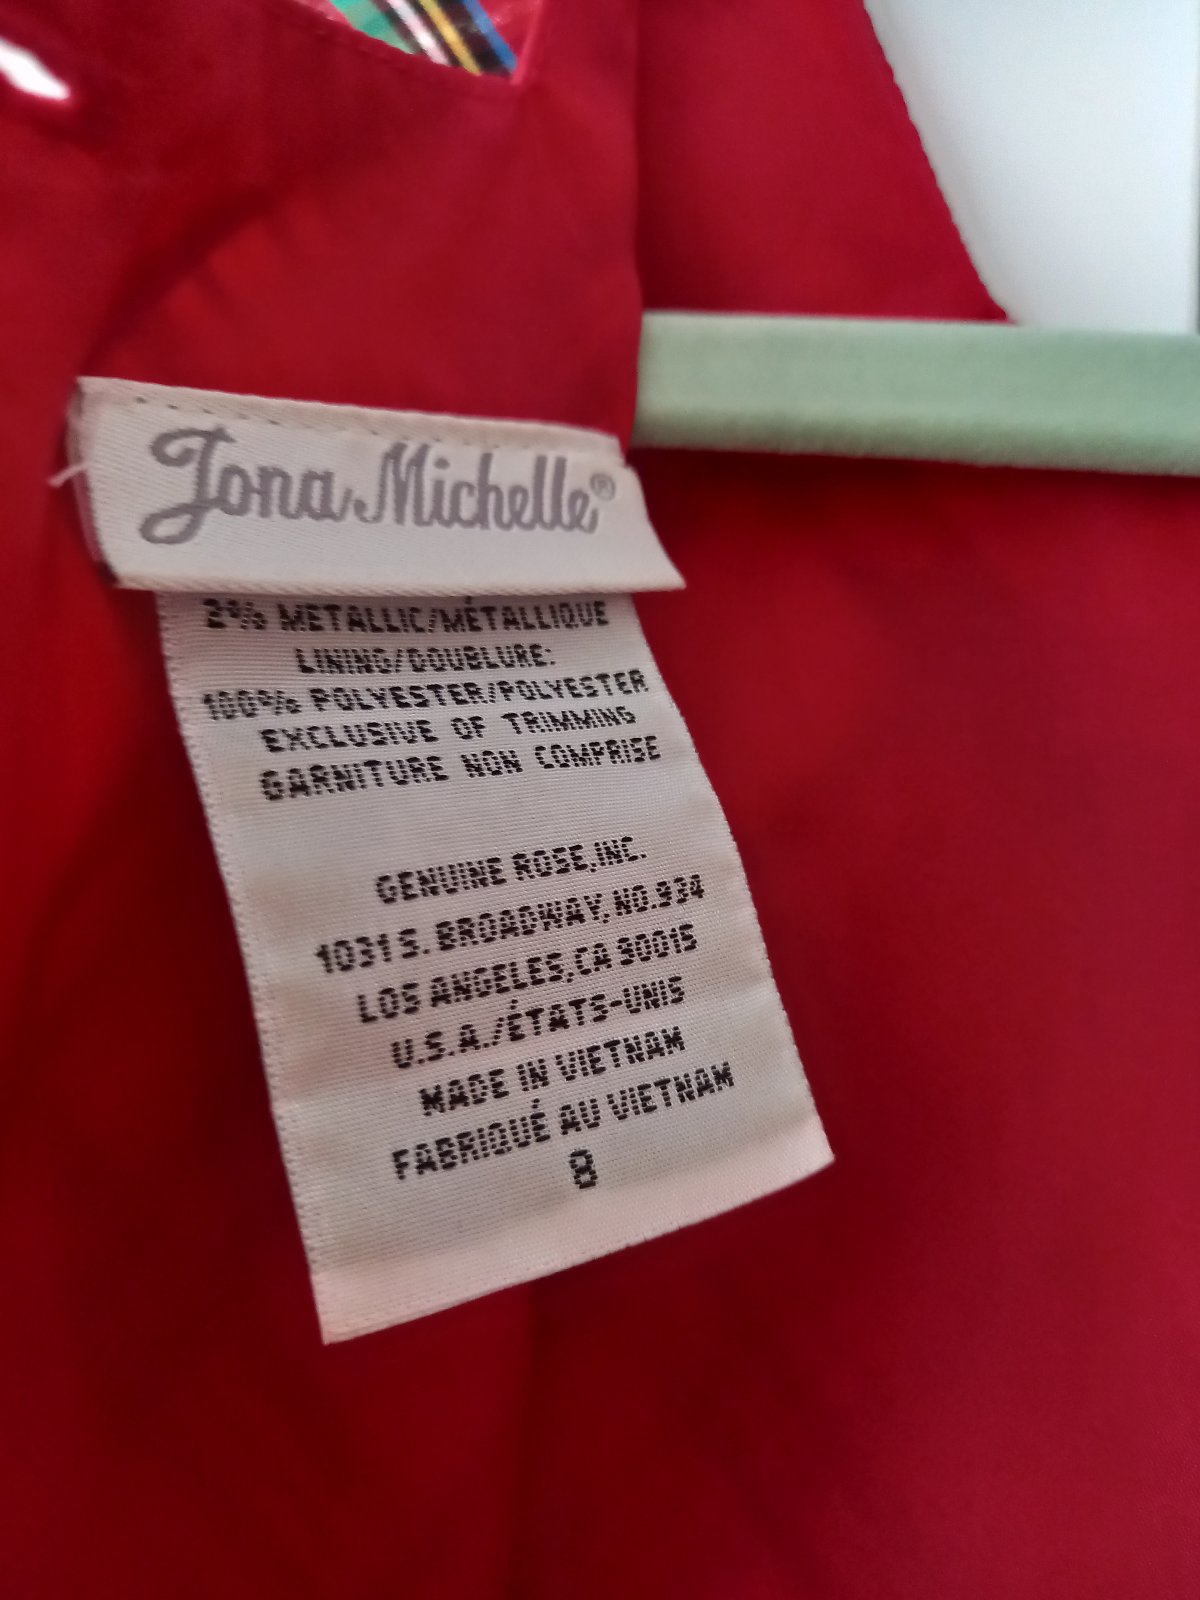 Jona Michelle®
2% METALLIC/MÉTALLIQUE
LINING/DOUBLURE:
100% POLYESTER/POLYESTER
EXCLUSIVE OF TRIMMING
GARNITURE NON COMPRISE
GENUINE ROSE,INC.
1031 S. BROADWAY, NO.934
LOS ANGELES,CA 90015
U.S.A./ÉTATS-UNIS
MADE IN VIETNAM
FABRIQUÉ AU VIETNAM
8